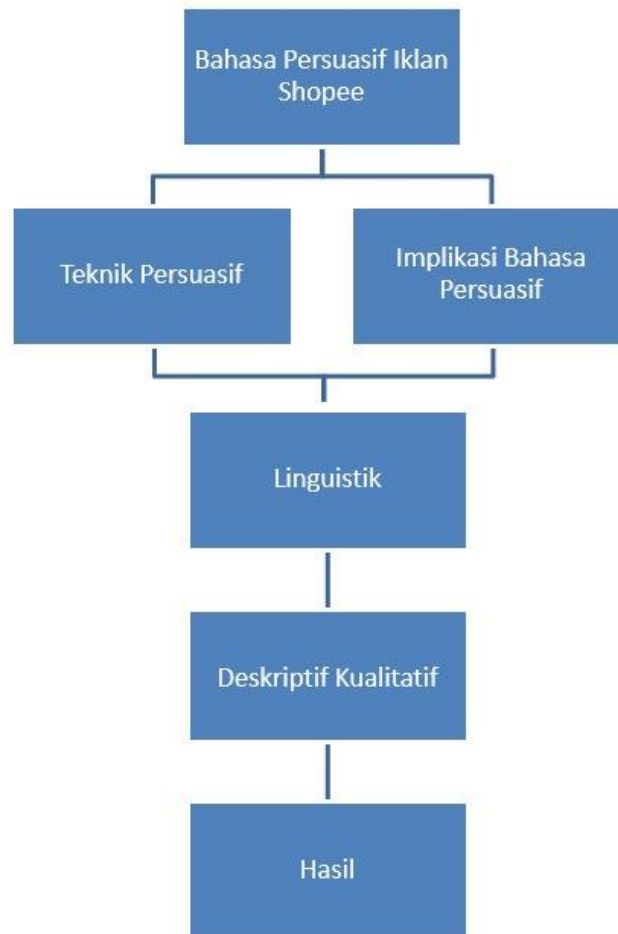 Bahasa Persuasif Iklan
Shopee
Teknik Persuasif
Implikasi Bahasa
Persuasif
Linguistik
Deskriptif Kualitatif
Hasil